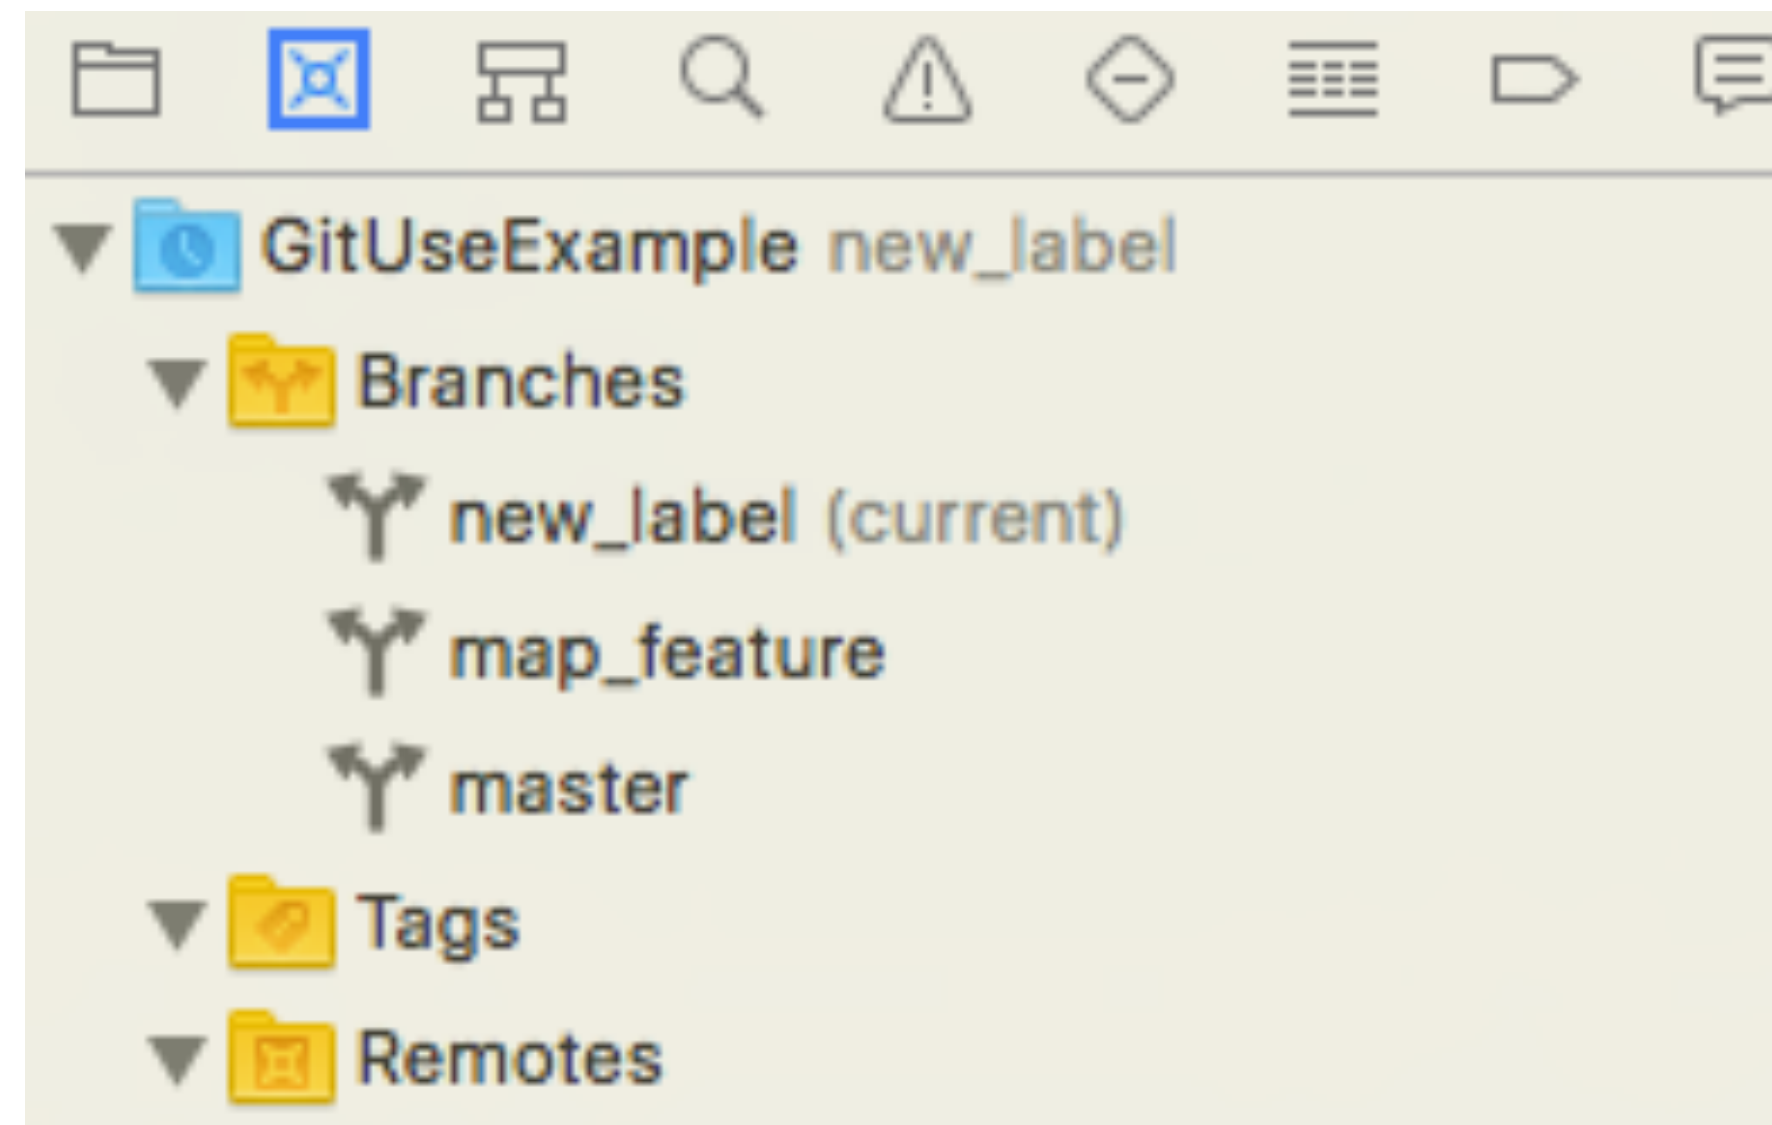 GitUseExample new_label
Branches
new_label (current)
map_feature
master
Tags
Remotes